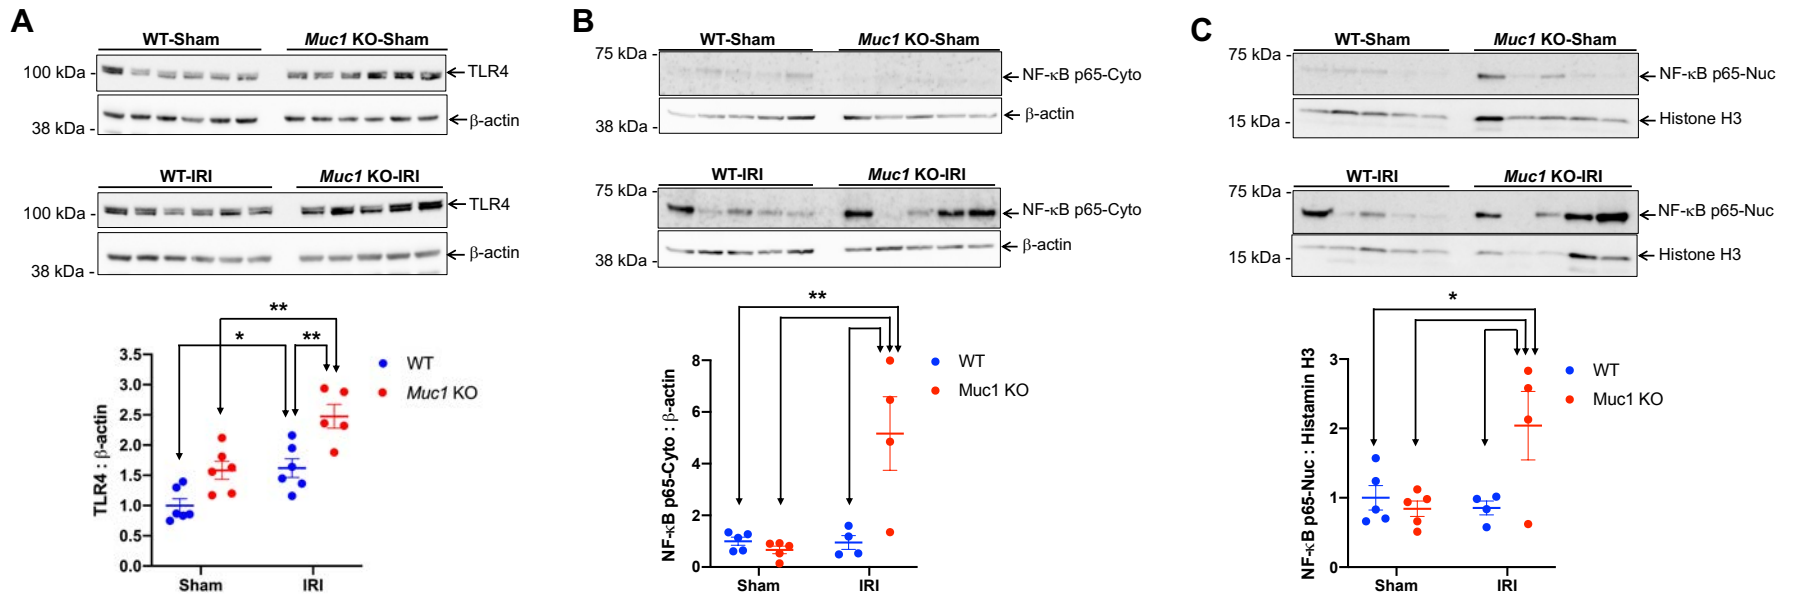 A
WT-Sham
Muc1 KO-Sham
100 kDa -
TLR4
β-actin
38 kDa -
WT-IRI
Muc1 KO-IRI
100 kDa -
TLR4
β-actin
38 kDa -
**
*
**
TLR4 : β-actin
3.5
3.0
2.5
2.0
1.5
1.0
0.5
0.0
Sham
IRI
WT
Muc1 KO
B
WT-Sham
Muc1 KO-Sham
75 kDa -
NF-κB p65-Cyto
β-actin
38 kDa -
WT-IRI
Muc1 KO-IRI
75 kDa -
NF-κB p65-Cyto
β-actin
38 kDa -
**
NF-κB p65-Cyto : β-actin
8
6
4
2
0
Sham
IRI
WT
Muc1 KO
C
WT-Sham
Muc1 KO-Sham
75 kDa -
NF-κB p65-Nuc
15 kDa -
Histone H3
WT-IRI
Muc1 KO-IRI
75 kDa -
NF-κB p65-Nuc
15 kDa -
Histone H3
*
NF-κB p65-Nuc : Histamin H3
3
2
1
0
Sham
IRI
WT
Muc1 KO